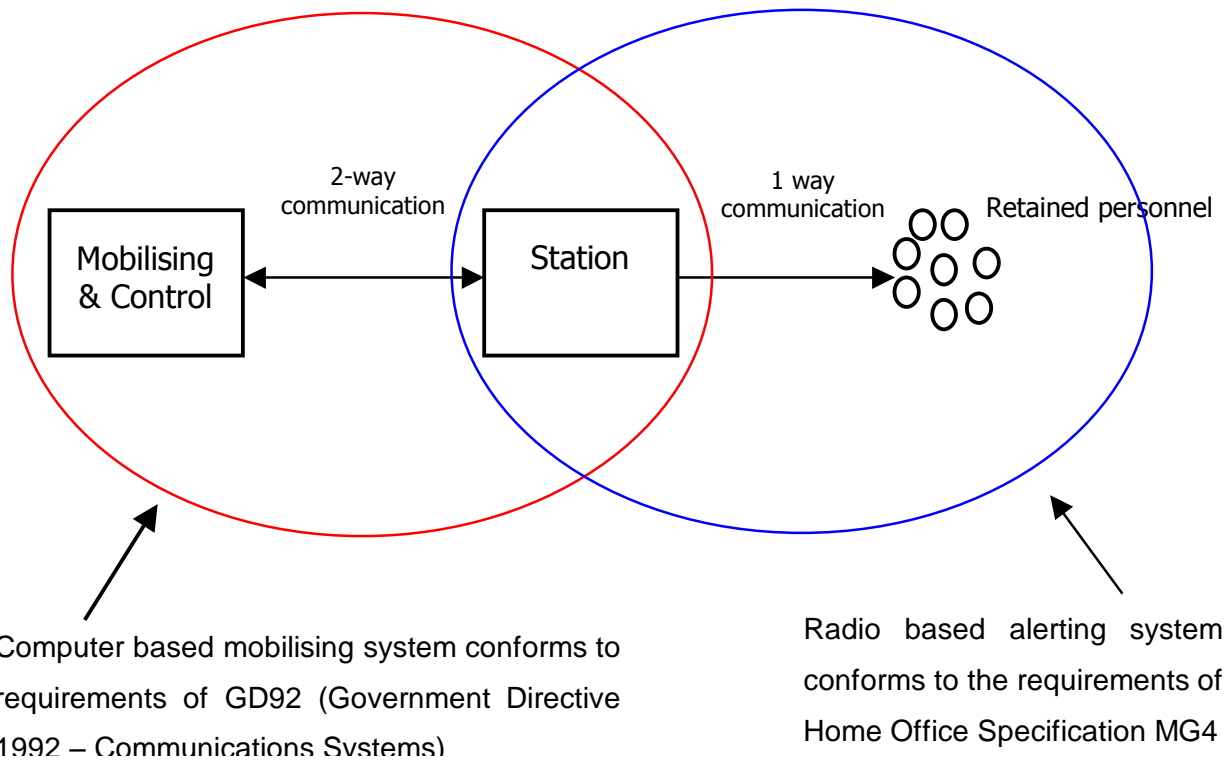 2-way
communication
1 way
communication
Retained personnel
Mobilising
& Control
Station
Computer based mobilising system conforms to
requirements of GD92 (Government Directive
1992 – Communications Systems)
Radio based alerting system
conforms to the requirements of
Home Office Specification MG4